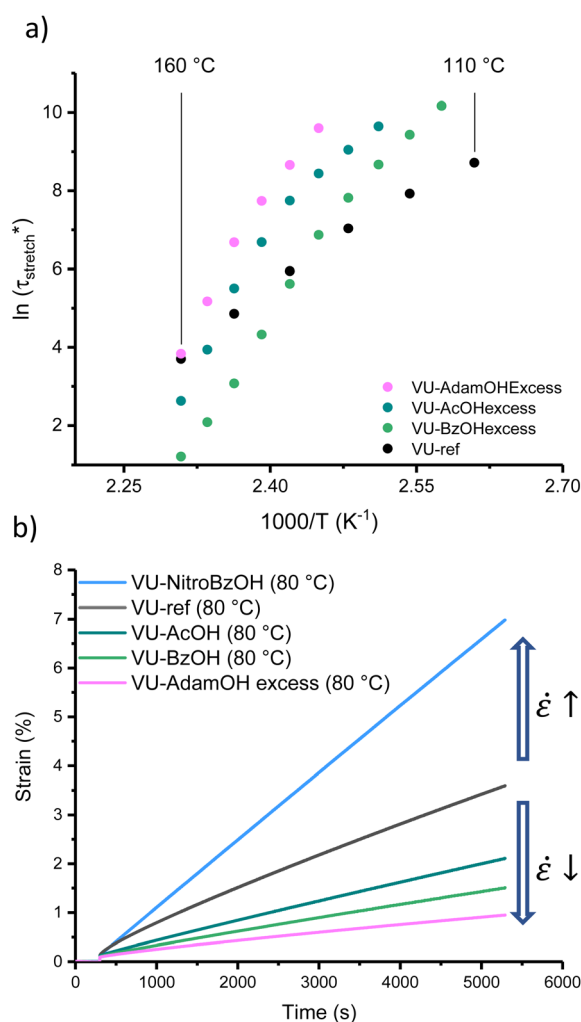 a)
160 °C
110 °C
10
8
6
4
2
ln (τstretch*)
VU-AdamOHExcess
VU-AcOHexcess
VU-BzOHexcess
VU-ref
2.25
2.40
2.55
2.70
1000/T (K-1)
b)
8
7
6
5
4
3
2
1
0
Strain (%)
VU-NitroBzOH (80 °C)
VU-ref (80 °C)
VU-AcOH (80 °C)
VU-BzOH (80 °C)
VU-AdamOH excess (80 °C)
ε̇ ↑
ε̇ ↓
0
1000
2000
3000
4000
5000
6000
Time (s)